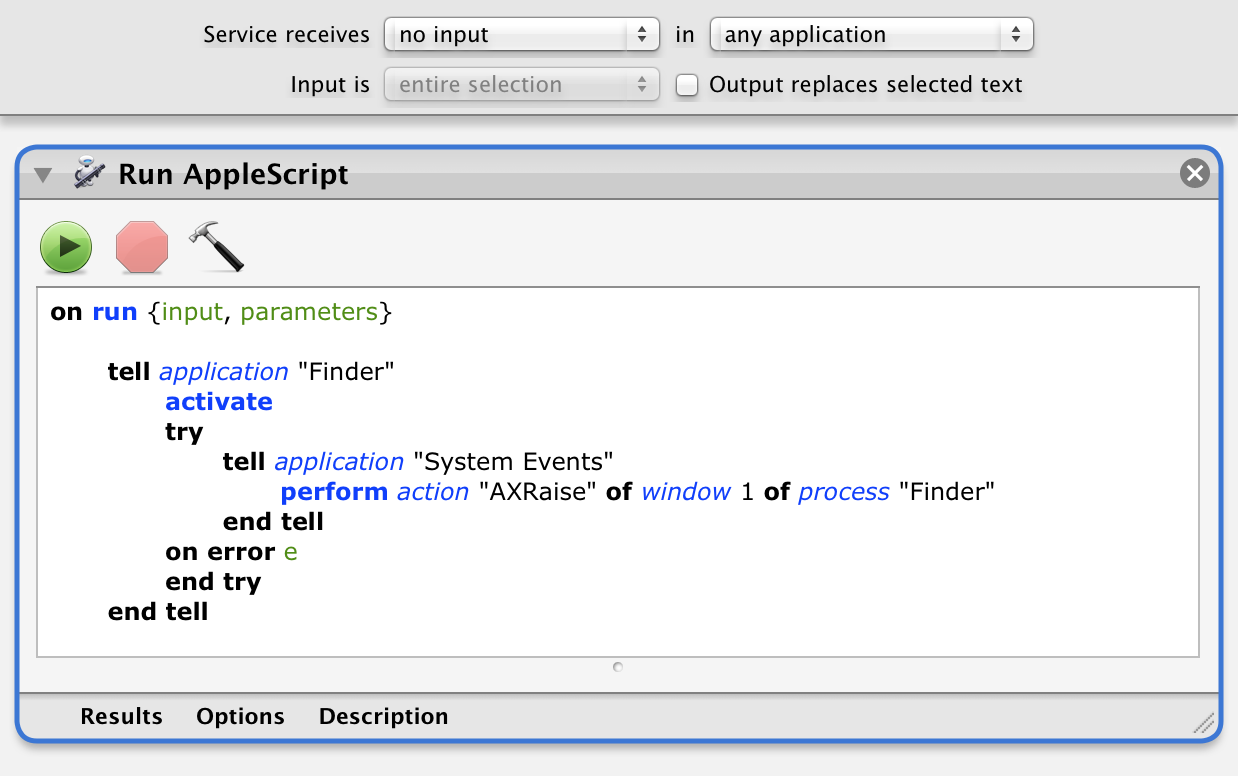 Service receives no input in any application
Input is entire selection Output replaces selected text
Run AppleScript
on run {input, parameters}
tell application "Finder"
activate
try
tell application "System Events"
perform action "AXRaise" of window 1 of process "Finder"
end tell
on error e
end try
end tell
Results Options Description